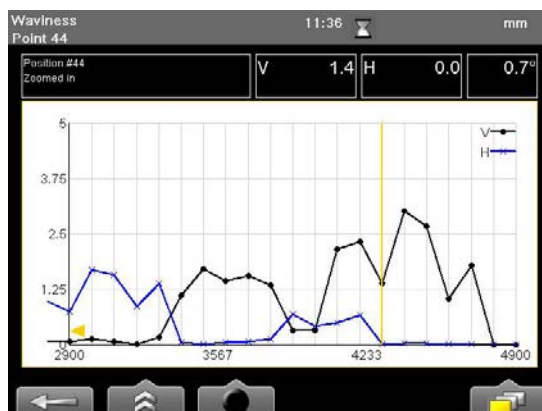 Waviness 11:36 mm
Point 44
Position #44
Zoomed in
V 1.4 H 0.0 0.7°
5
V
H
3.75
2.5
1.25
0
2900 3567 4233 4900